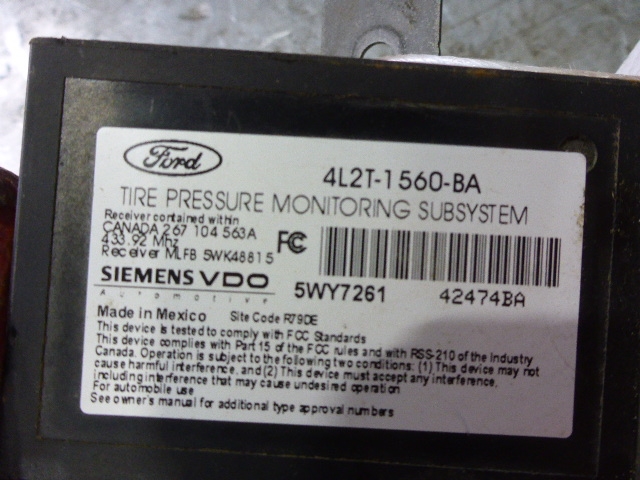 Ford
4L2T-1560-BA
TIRE PRESSURE MONITORING SUBSYSTEM
Receiver contained within
CANADA 267 104 563A
433.92 Mhz
Receiver MLFB 5WK48815
FC
SIEMENS VDO
Automotive
5WY7261
42474BA
Made in Mexico Site Code R79DE
This device is tested to comply with FCC Standards
This device complies with Part 15 of the FCC rules and with RSS-210 of the Industry
Canada. Operation is subject to the following two conditions: (1) This device may not
cause harmful interference, and (2) This device must accept any interference,
including interference that may cause undesired operation
For automobile use
See owner's manual for additional type approval numbers